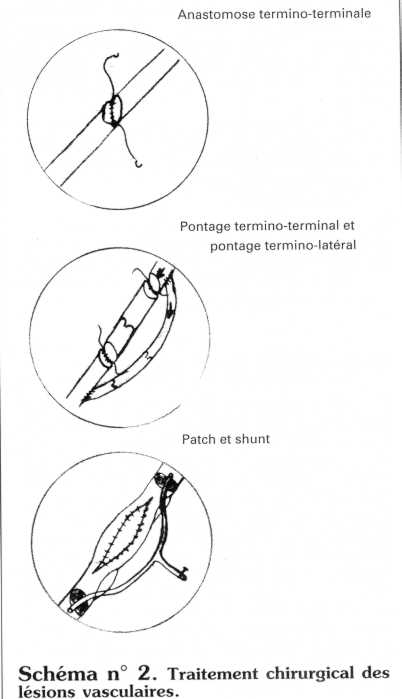 Anastomose termino-terminale
Pontage termino-terminal et
pontage termino-latéral
Patch et shunt
Schéma n° 2. Traitement chirurgical des
lésions vasculaires.